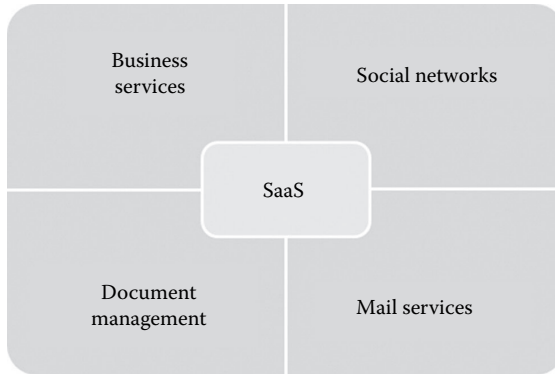 Business
services
Social networks
SaaS
Document
management
Mail services